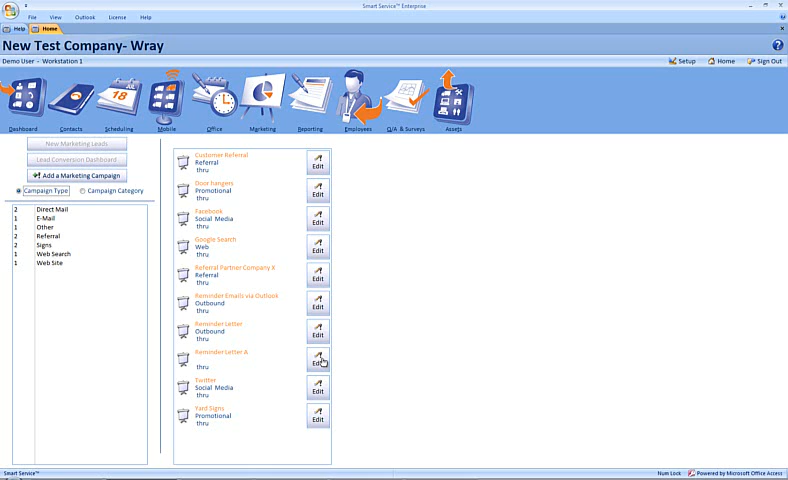 Smart Service™ Enterprise
File View Outlook License Help
Help Home
New Test Company- Wray
Demo User - Workstation 1
Setup Home Sign Out
JUL
18
Dashboard Contacts Scheduling Mobile Office Marketing Reporting Employees Q/A & Surveys Assets
New Marketing Leads
Lead Conversion Dashboard
Add a Marketing Campaign
Campaign Type Campaign Category
2 Direct Mail
1 E-Mail
1 Other
2 Referral
2 Signs
1 Web Search
1 Web Site
Customer Referral
Referral
thru
Edit
Door hangers
Promotional
thru
Edit
Facebook
Social Media
thru
Edit
Google Search
Web
thru
Edit
Referral Partner Company X
Referral
thru
Edit
Reminder Emails via Outlook
Outbound
thru
Edit
Reminder Letter
Outbound
thru
Edit
Reminder Letter A
thru
Edit
Twitter
Social Media
thru
Edit
Yard Signs
Promotional
thru
Edit
Smart Service™
Num Lock Powered by Microsoft Office Access